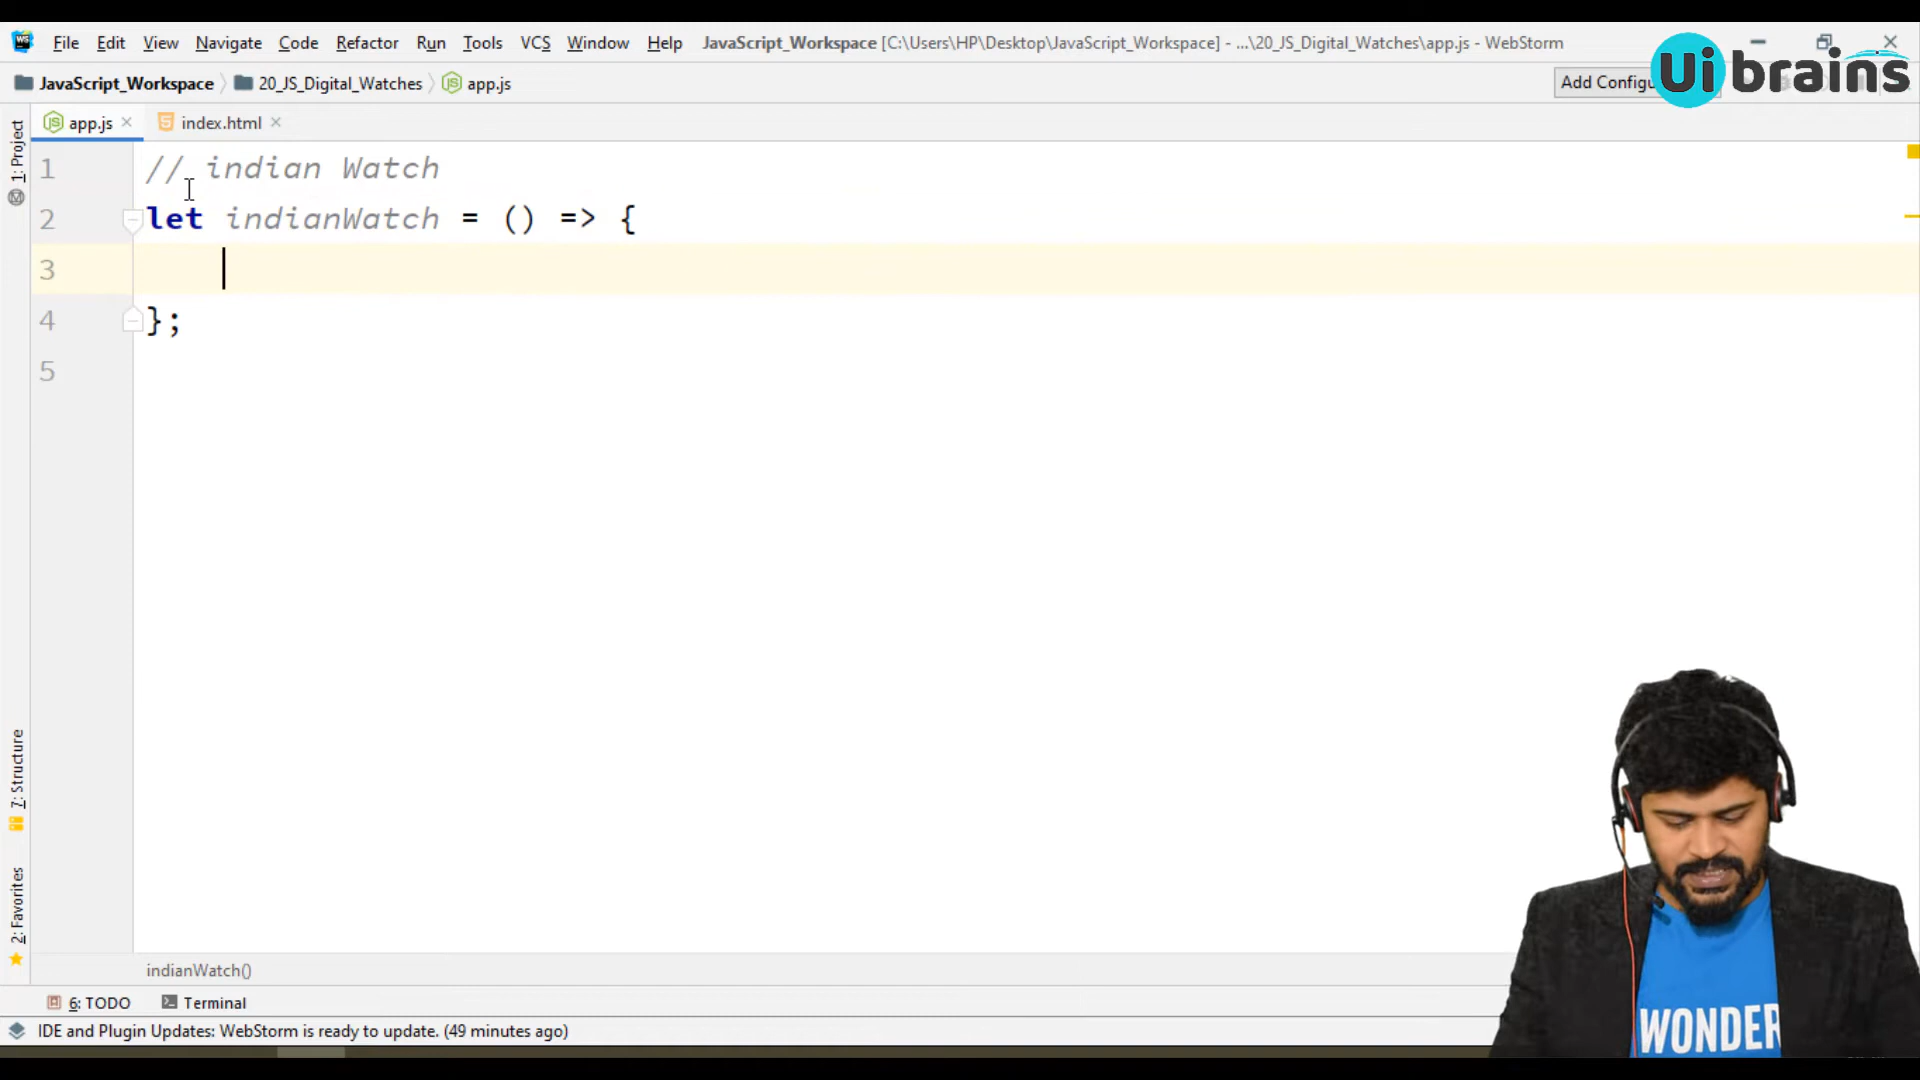 File Edit View Navigate Code Refactor Run Tools VCS Window Help JavaScript_Workspace [C:\Users\HP\Desktop\JavaScript_Workspace] - ...\20_JS_Digital_Watches\app.js - WebStorm
JavaScript_Workspace 20_JS_Digital_Watches app.js Add Configu
Ui brains
app.js index.html
1: Project
1 // indian Watch
2 let indianWatch = () => {
3
4 };
5
7: Structure
2: Favorites
indianWatch()
6: TODO Terminal
IDE and Plugin Updates: WebStorm is ready to update. (49 minutes ago)
WONDER